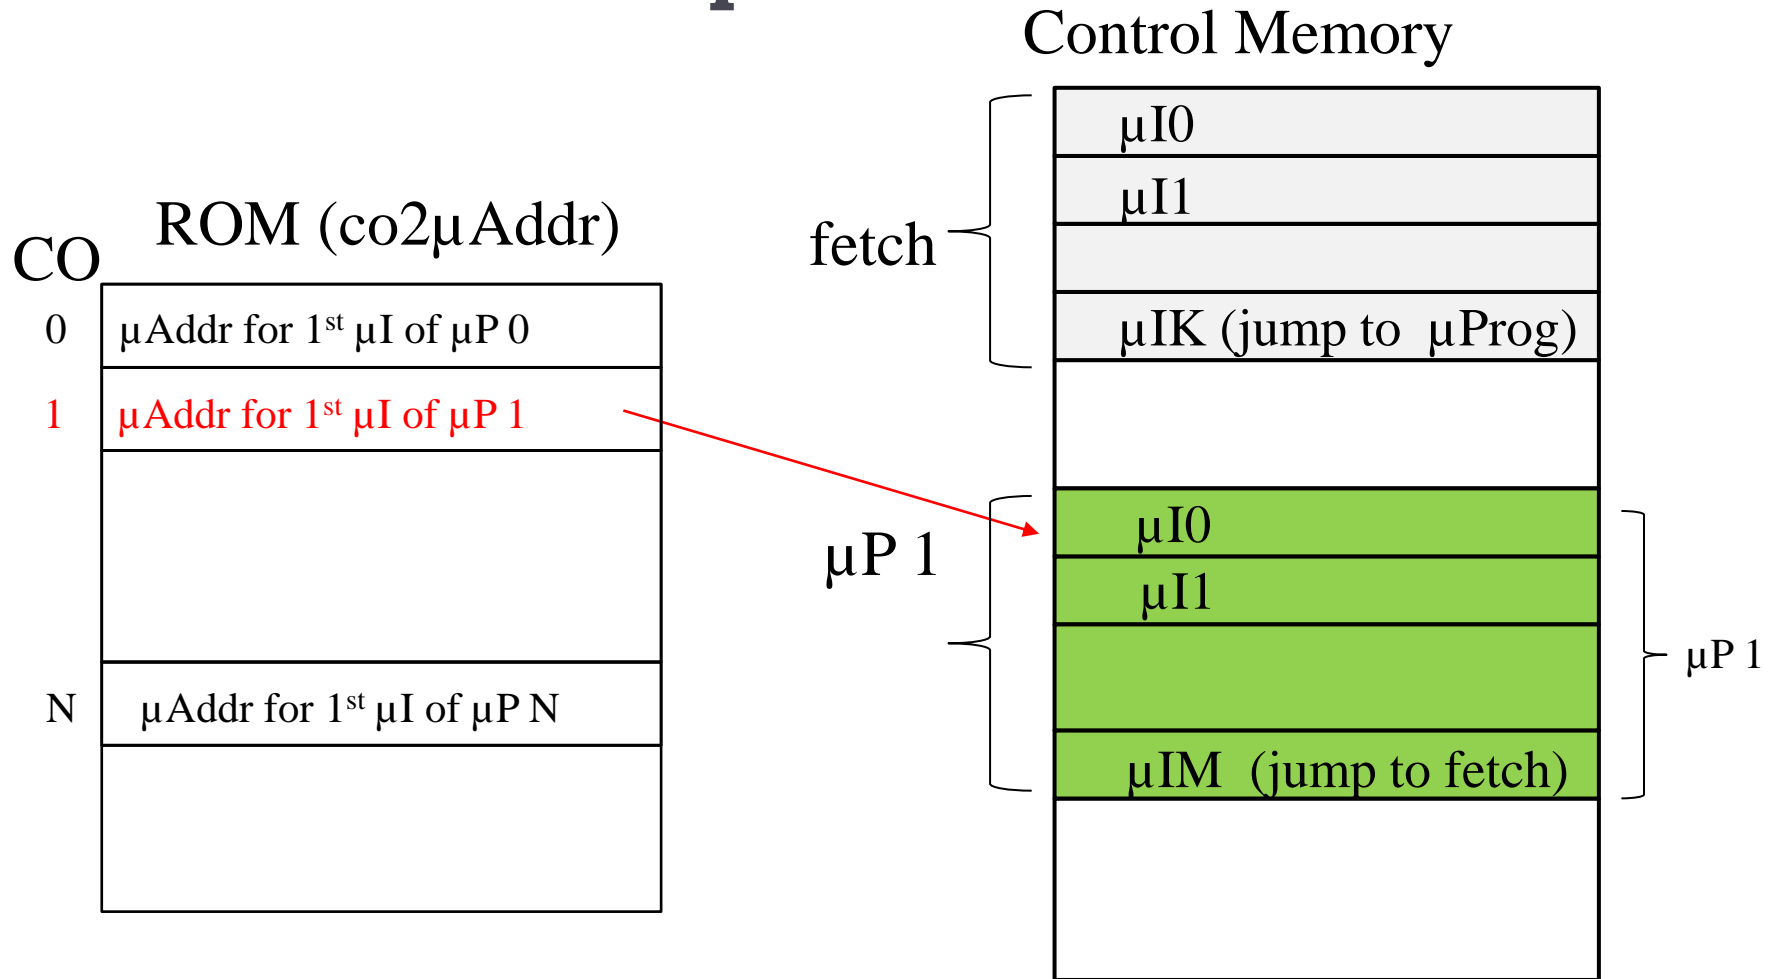 Control Memory
ROM (co2µAddr)
CO
0 µAddr for 1st µI of µP 0
1 µAddr for 1st µI of µP 1
N µAddr for 1st µI of µP N
fetch
µI0
µI1
µIK (jump to µProg)
µP 1
µI0
µI1
µIM (jump to fetch)
µP 1